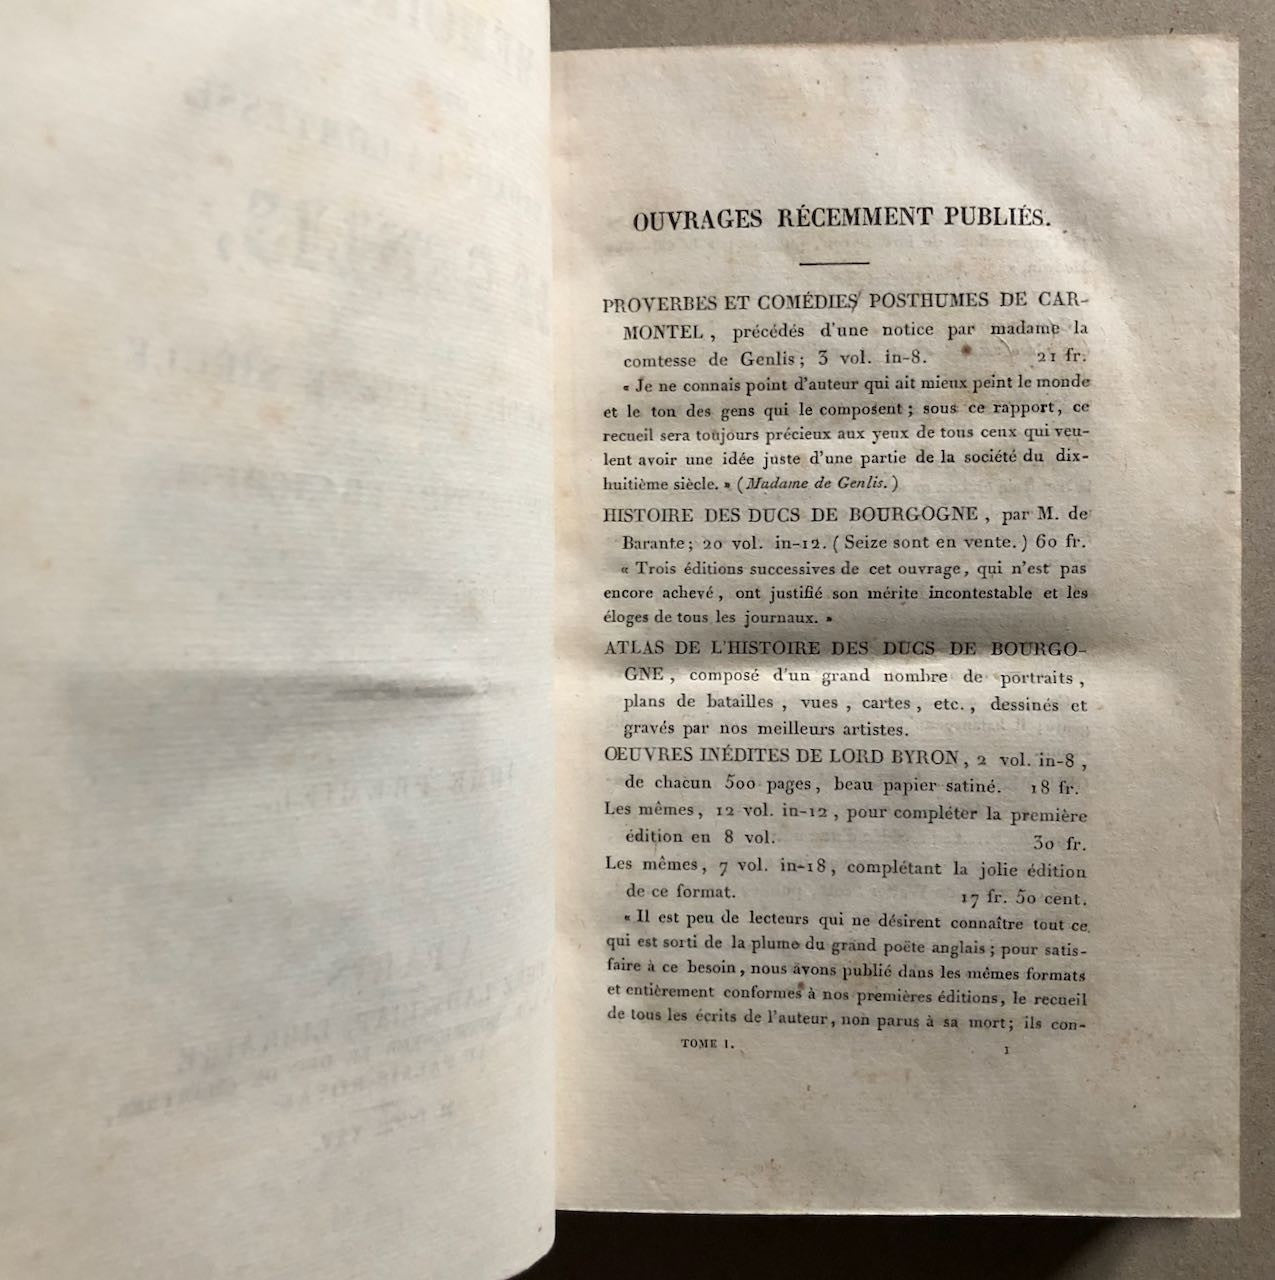 OUVRAGES RÉCEMMENT PUBLIÉS.
PROVERBES ET COMÉDIES POSTHUMES DE CAR-
MONTEL, précédés d'une notice par madame la
comtesse de Genlis; 3 vol. in-8. 21 fr.
« Je ne connais point d'auteur qui ait mieux peint le monde
et le ton des gens qui le composent; sous ce rapport, ce
recueil sera toujours précieux aux yeux de tous ceux qui veu-
lent avoir une idée juste d'une partie de la société du dix-
huitième siècle. » (Madame de Genlis.)
HISTOIRE DES DUCS DE BOURGOGNE, par M. de
Barante; 20 vol. in-12. (Seize sont en vente.) 60 fr.
« Trois éditions successives de cet ouvrage, qui n'est pas
encore achevé, ont justifié son mérite incontestable et les
éloges de tous les journaux. »
ATLAS DE L'HISTOIRE DES DUCS DE BOURGO-
GNE, composé d'un grand nombre de portraits,
plans de batailles, vues, cartes, etc., dessinés et
gravés par nos meilleurs artistes.
OEUVRES INÉDITES DE LORD BYRON, 2 vol. in-8,
de chacun 500 pages, beau papier satiné. 18 fr.
Les mêmes, 12 vol. in-12, pour compléter la première
édition en 8 vol. 30 fr.
Les mêmes, 7 vol. in-18, complétant la jolie édition
de ce format. 17 fr. 50 cent.
« Il est peu de lecteurs qui ne désirent connaître tout ce
qui est sorti de la plume du grand poëte anglais; pour satis-
faire à ce besoin, nous avons publié dans les mêmes formats
et entièrement conformes à nos premières éditions, le recueil
de tous les écrits de l'auteur, non parus à sa mort; ils con-
TOME I. 1